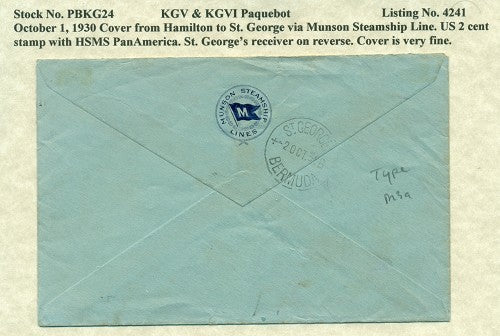 Stock No. PBKG24 KGV & KGVI Paquebot Listing No. 4241
October 1, 1930 Cover from Hamilton to St. George via Munson Steamship Line. US 2 cent
stamp with HSMS PanAmerica. St. George's receiver on reverse. Cover is very fine.
MUNSON STEAMSHIP
M
LINES
ST. GEORGE
2 OCT
BERMUDA
Type